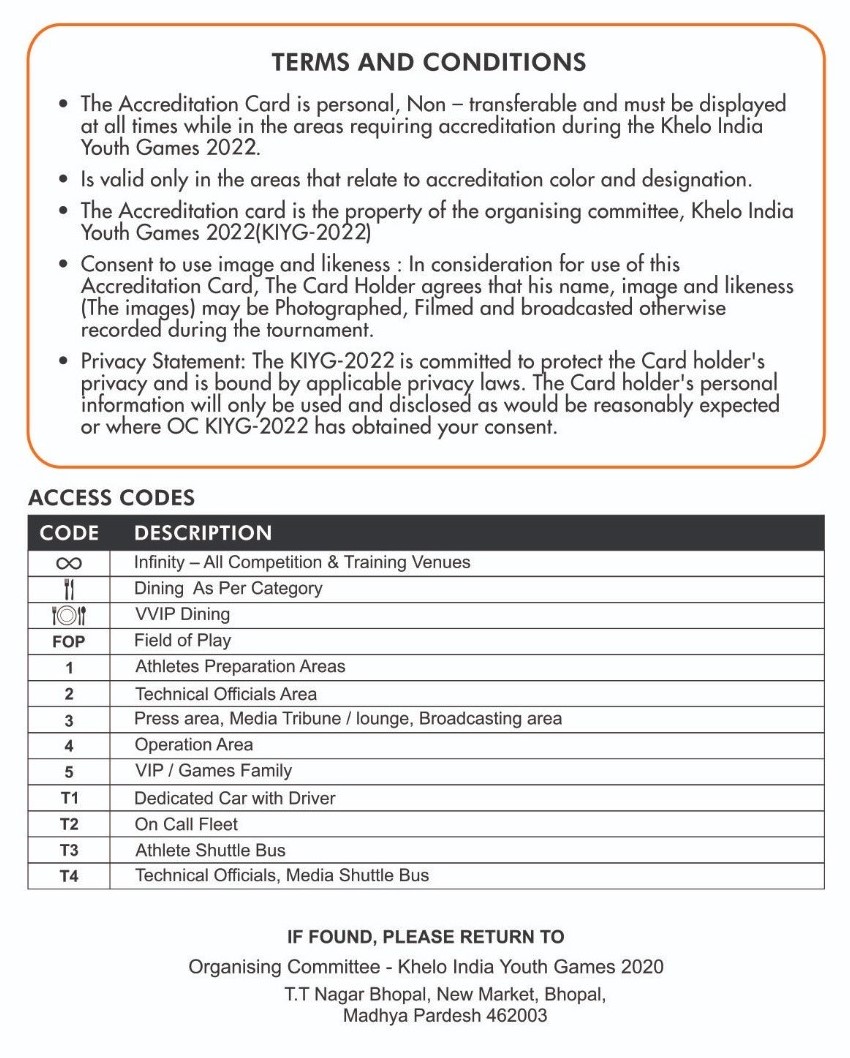 TERMS AND CONDITIONS
• The Accreditation Card is personal, Non – transferable and must be displayed
at all times while in the areas requiring accreditation during the Khelo India
Youth Games 2022.
• Is valid only in the areas that relate to accreditation color and designation.
• The Accreditation card is the property of the organising committee, Khelo India
Youth Games 2022(KIYG-2022)
• Consent to use image and likeness : In consideration for use of this
Accreditation Card, The Card Holder agrees that his name, image and likeness
(The images) may be Photographed, Filmed and broadcasted otherwise
recorded during the tournament.
• Privacy Statement: The KIYG-2022 is committed to protect the Card holder's
privacy and is bound by applicable privacy laws. The Card holder's personal
information will only be used and disclosed as would be reasonably expected
or where OC KIYG-2022 has obtained your consent.
ACCESS CODES
CODE DESCRIPTION
∞ Infinity – All Competition & Training Venues
Dining As Per Category
VVIP Dining
FOP Field of Play
1 Athletes Preparation Areas
2 Technical Officials Area
3 Press area, Media Tribune / lounge, Broadcasting area
4 Operation Area
5 VIP / Games Family
T1 Dedicated Car with Driver
T2 On Call Fleet
T3 Athlete Shuttle Bus
T4 Technical Officials, Media Shuttle Bus
IF FOUND, PLEASE RETURN TO
Organising Committee - Khelo India Youth Games 2020
T.T Nagar Bhopal, New Market, Bhopal,
Madhya Pardesh 462003